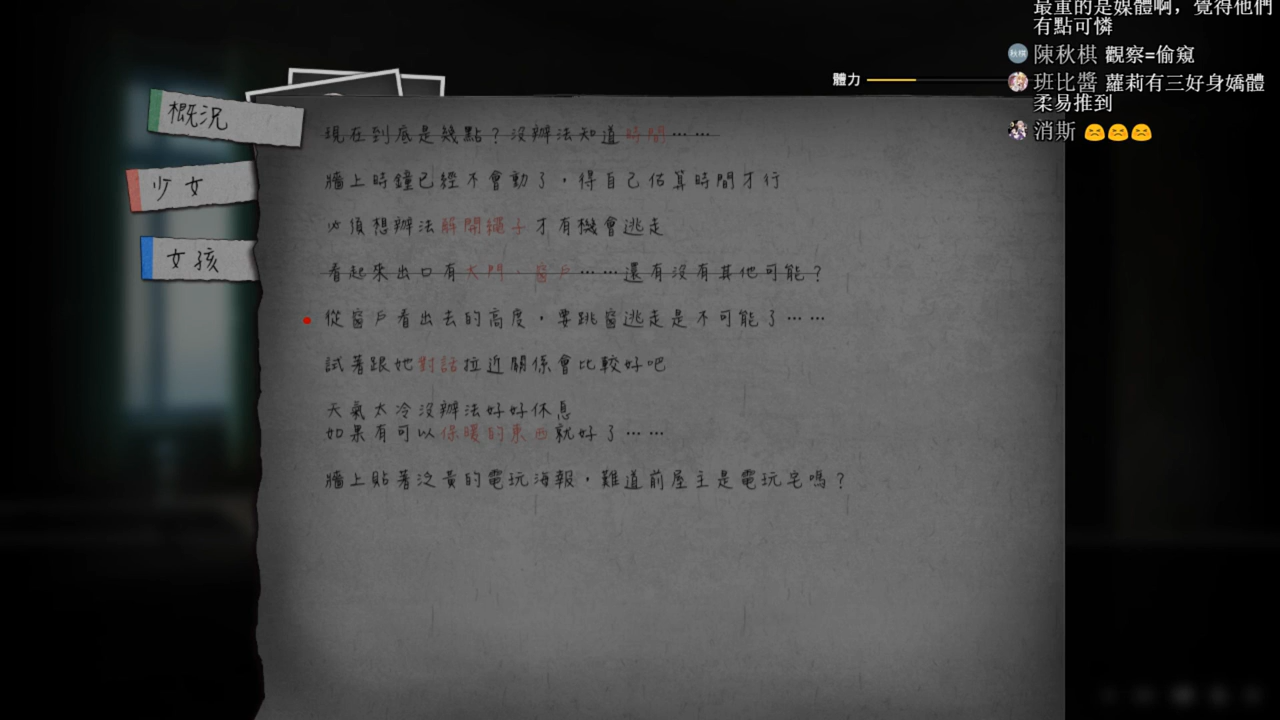 最重的是媒體啊，覺得他們
有點可憐
陳秋棋 觀察=偷窺
班比醬 蘿莉有三好身嬌體
柔易推到
消斯
體力
概況
少女
女孩
現在到底是幾點？沒辦法知道時間……
牆上時鐘已經不會動了，得自己估算時間才行
必須想辦法解開繩子才有機會逃走
看起來出口有大門、窗戶……還有沒有其他可能？
從窗戶看出去的高度，要跳窗逃走是不可能了……
試著跟她對話拉近關係會比較好吧
天氣太冷沒辦法好好休息
如果有可以保暖的東西就好了……
牆上貼著泛黃的電玩海報，難道前屋主是電玩宅嗎？